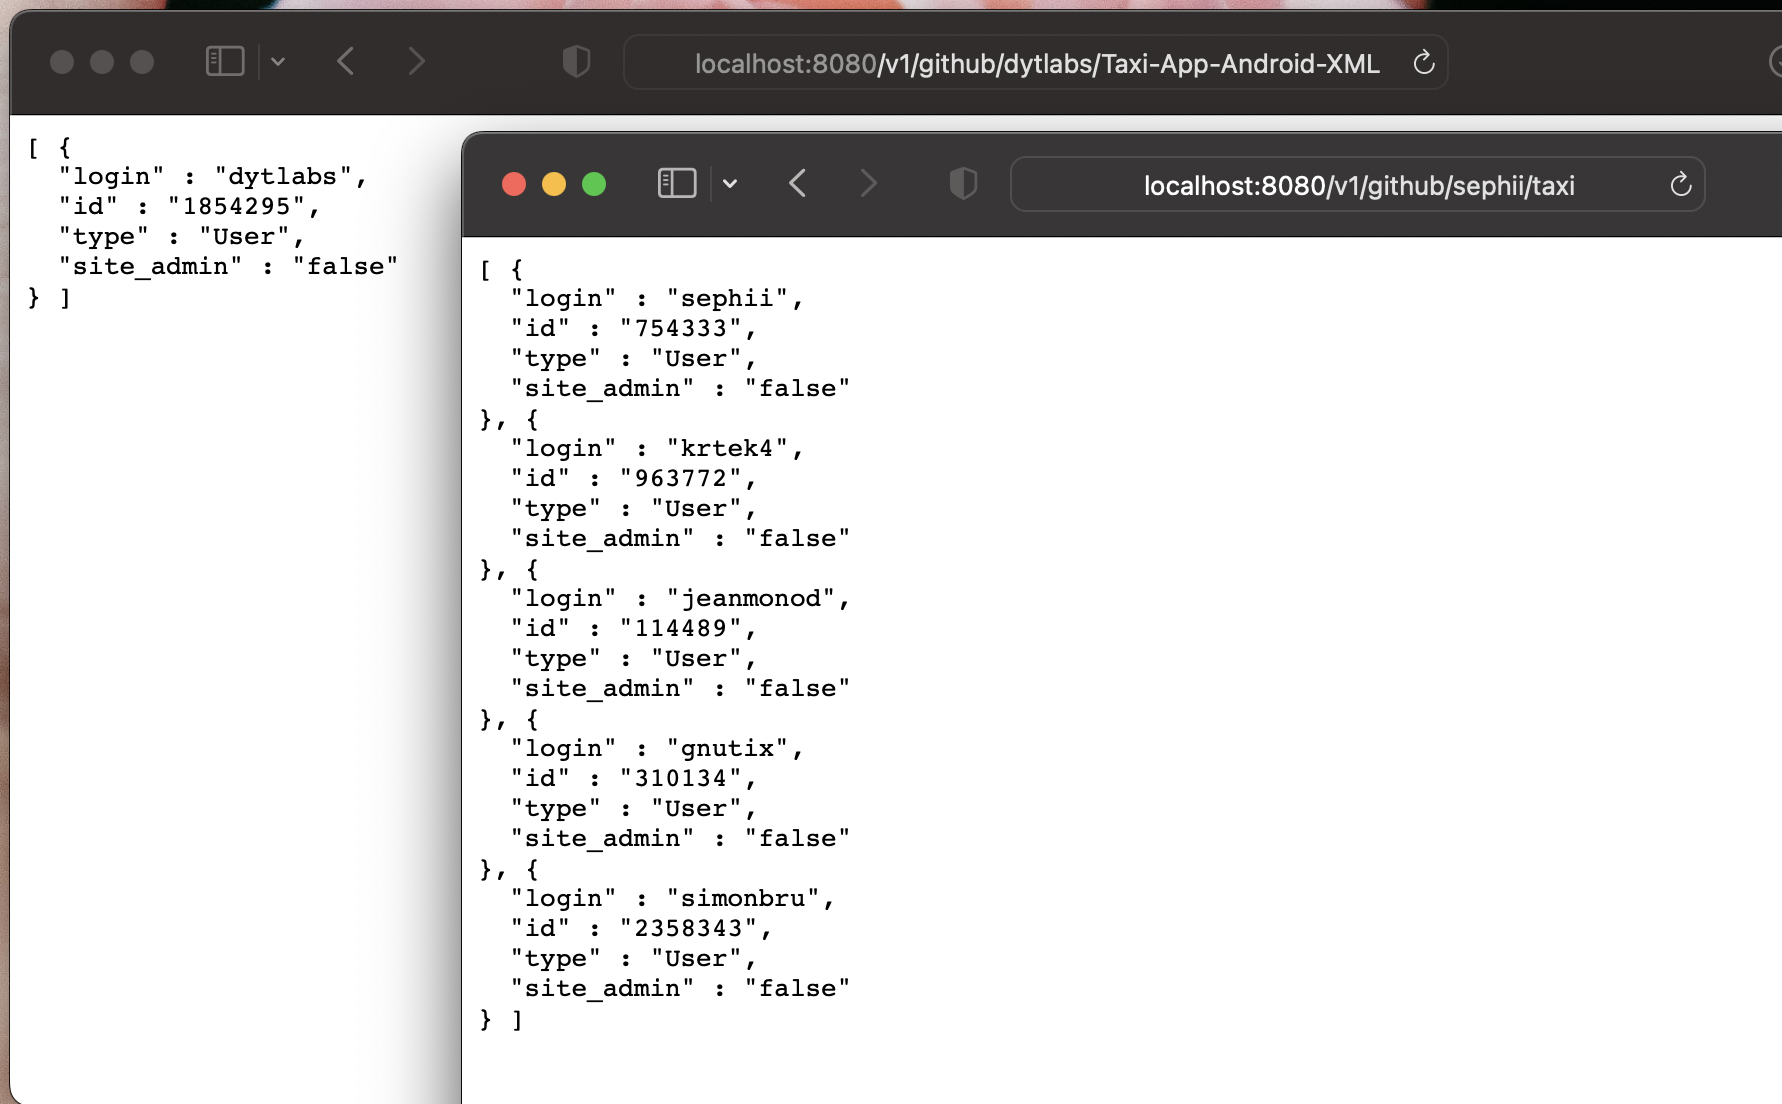 localhost:8080/v1/github/dytlabs/Taxi-App-Android-XML
[ {
"login" : "dytlabs",
"id" : "1854295",
"type" : "User",
"site_admin" : "false"
} ]
localhost:8080/v1/github/sephii/taxi
[ {
"login" : "sephii",
"id" : "754333",
"type" : "User",
"site_admin" : "false"
}, {
"login" : "krtek4",
"id" : "963772",
"type" : "User",
"site_admin" : "false"
}, {
"login" : "jeanmonod",
"id" : "114489",
"type" : "User",
"site_admin" : "false"
}, {
"login" : "gnutix",
"id" : "310134",
"type" : "User",
"site_admin" : "false"
}, {
"login" : "simonbru",
"id" : "2358343",
"type" : "User",
"site_admin" : "false"
} ]